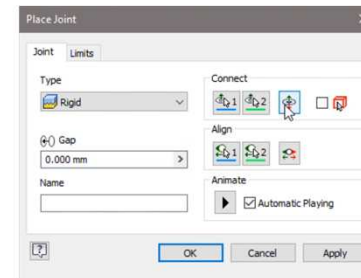 Place Joint
Joint Limits
Type
Rigid
Gap
0.000 mm
Name
Connect
1 2
Align
1 2
Animate
Automatic Playing
OK Cancel Apply